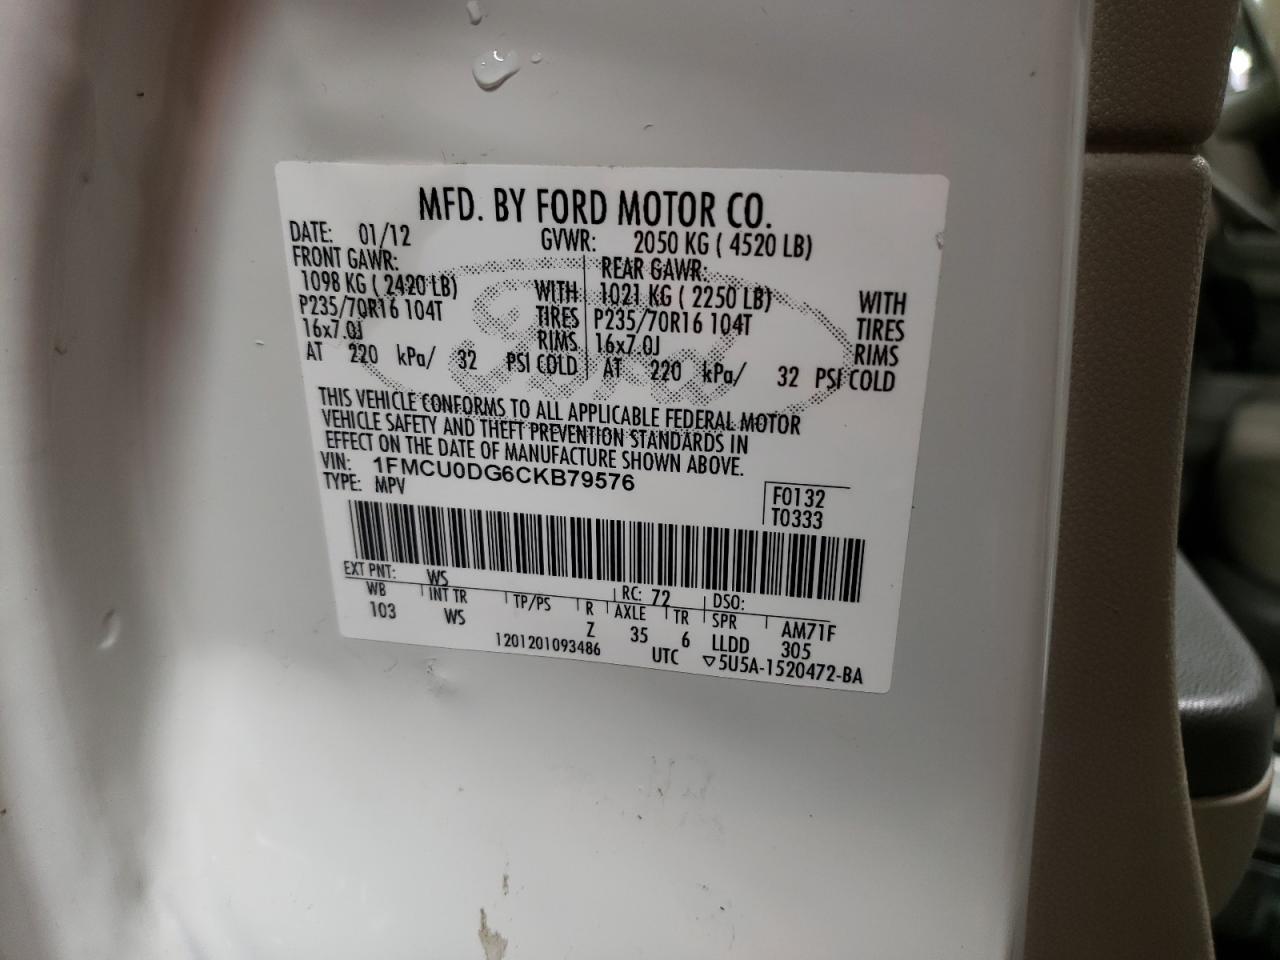 MFD. BY FORD MOTOR CO.
DATE: 01/12 GVWR: 2050 KG ( 4520 LB)
FRONT GAWR: REAR GAWR:
1098 KG ( 2420 LB) WITH 1021 KG ( 2250 LB) WITH
P235/70R16 104T TIRES P235/70R16 104T TIRES
16x7.0J RIMS 16x7.0J RIMS
AT 220 kPa/ 32 PSI COLD AT 220 kPa/ 32 PSI COLD
THIS VEHICLE CONFORMS TO ALL APPLICABLE FEDERAL MOTOR
VEHICLE SAFETY AND THEFT PREVENTION STANDARDS IN
EFFECT ON THE DATE OF MANUFACTURE SHOWN ABOVE.
VIN: 1FMCU0DG6CKB79576
TYPE: MPV
F0132
T0333
EXT PNT: WS RC: 72 DSO:
WB INT TR TP/PS R AXLE TR SPR AM71F
103 WS Z 35 6 LLDD 305
1201201093486 UTC ▽5U5A-1520472-BA
Ford